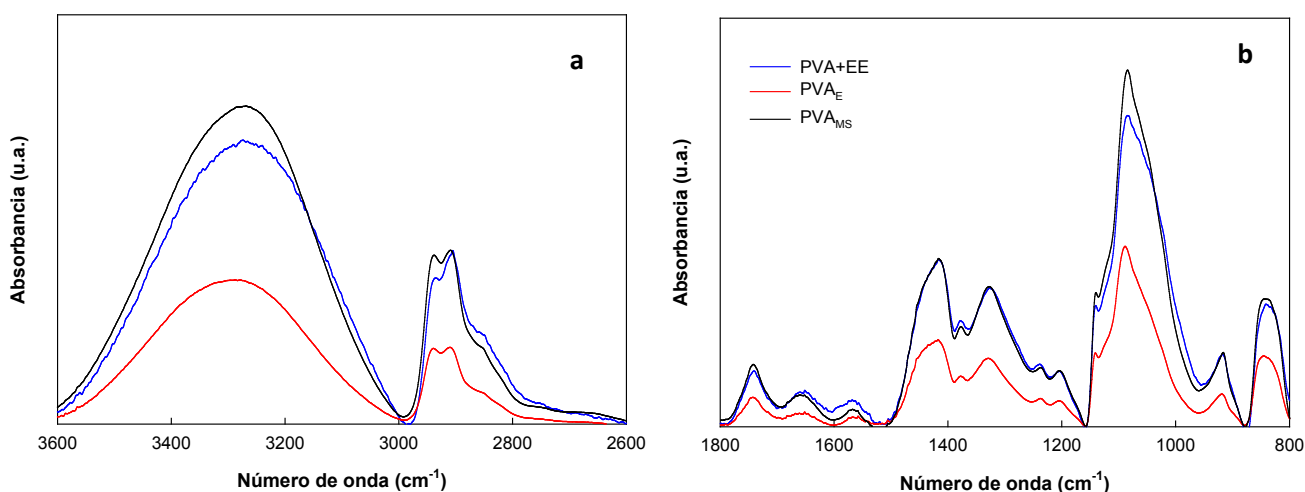 a
Absorbancia (u.a.)
3600 3400 3200 3000 2800 2600
Número de onda (cm-1)
b
PVA+EE
PVAE
PVAMS
Absorbancia (u.a.)
1800 1600 1400 1200 1000 800
Número de onda (cm-1)